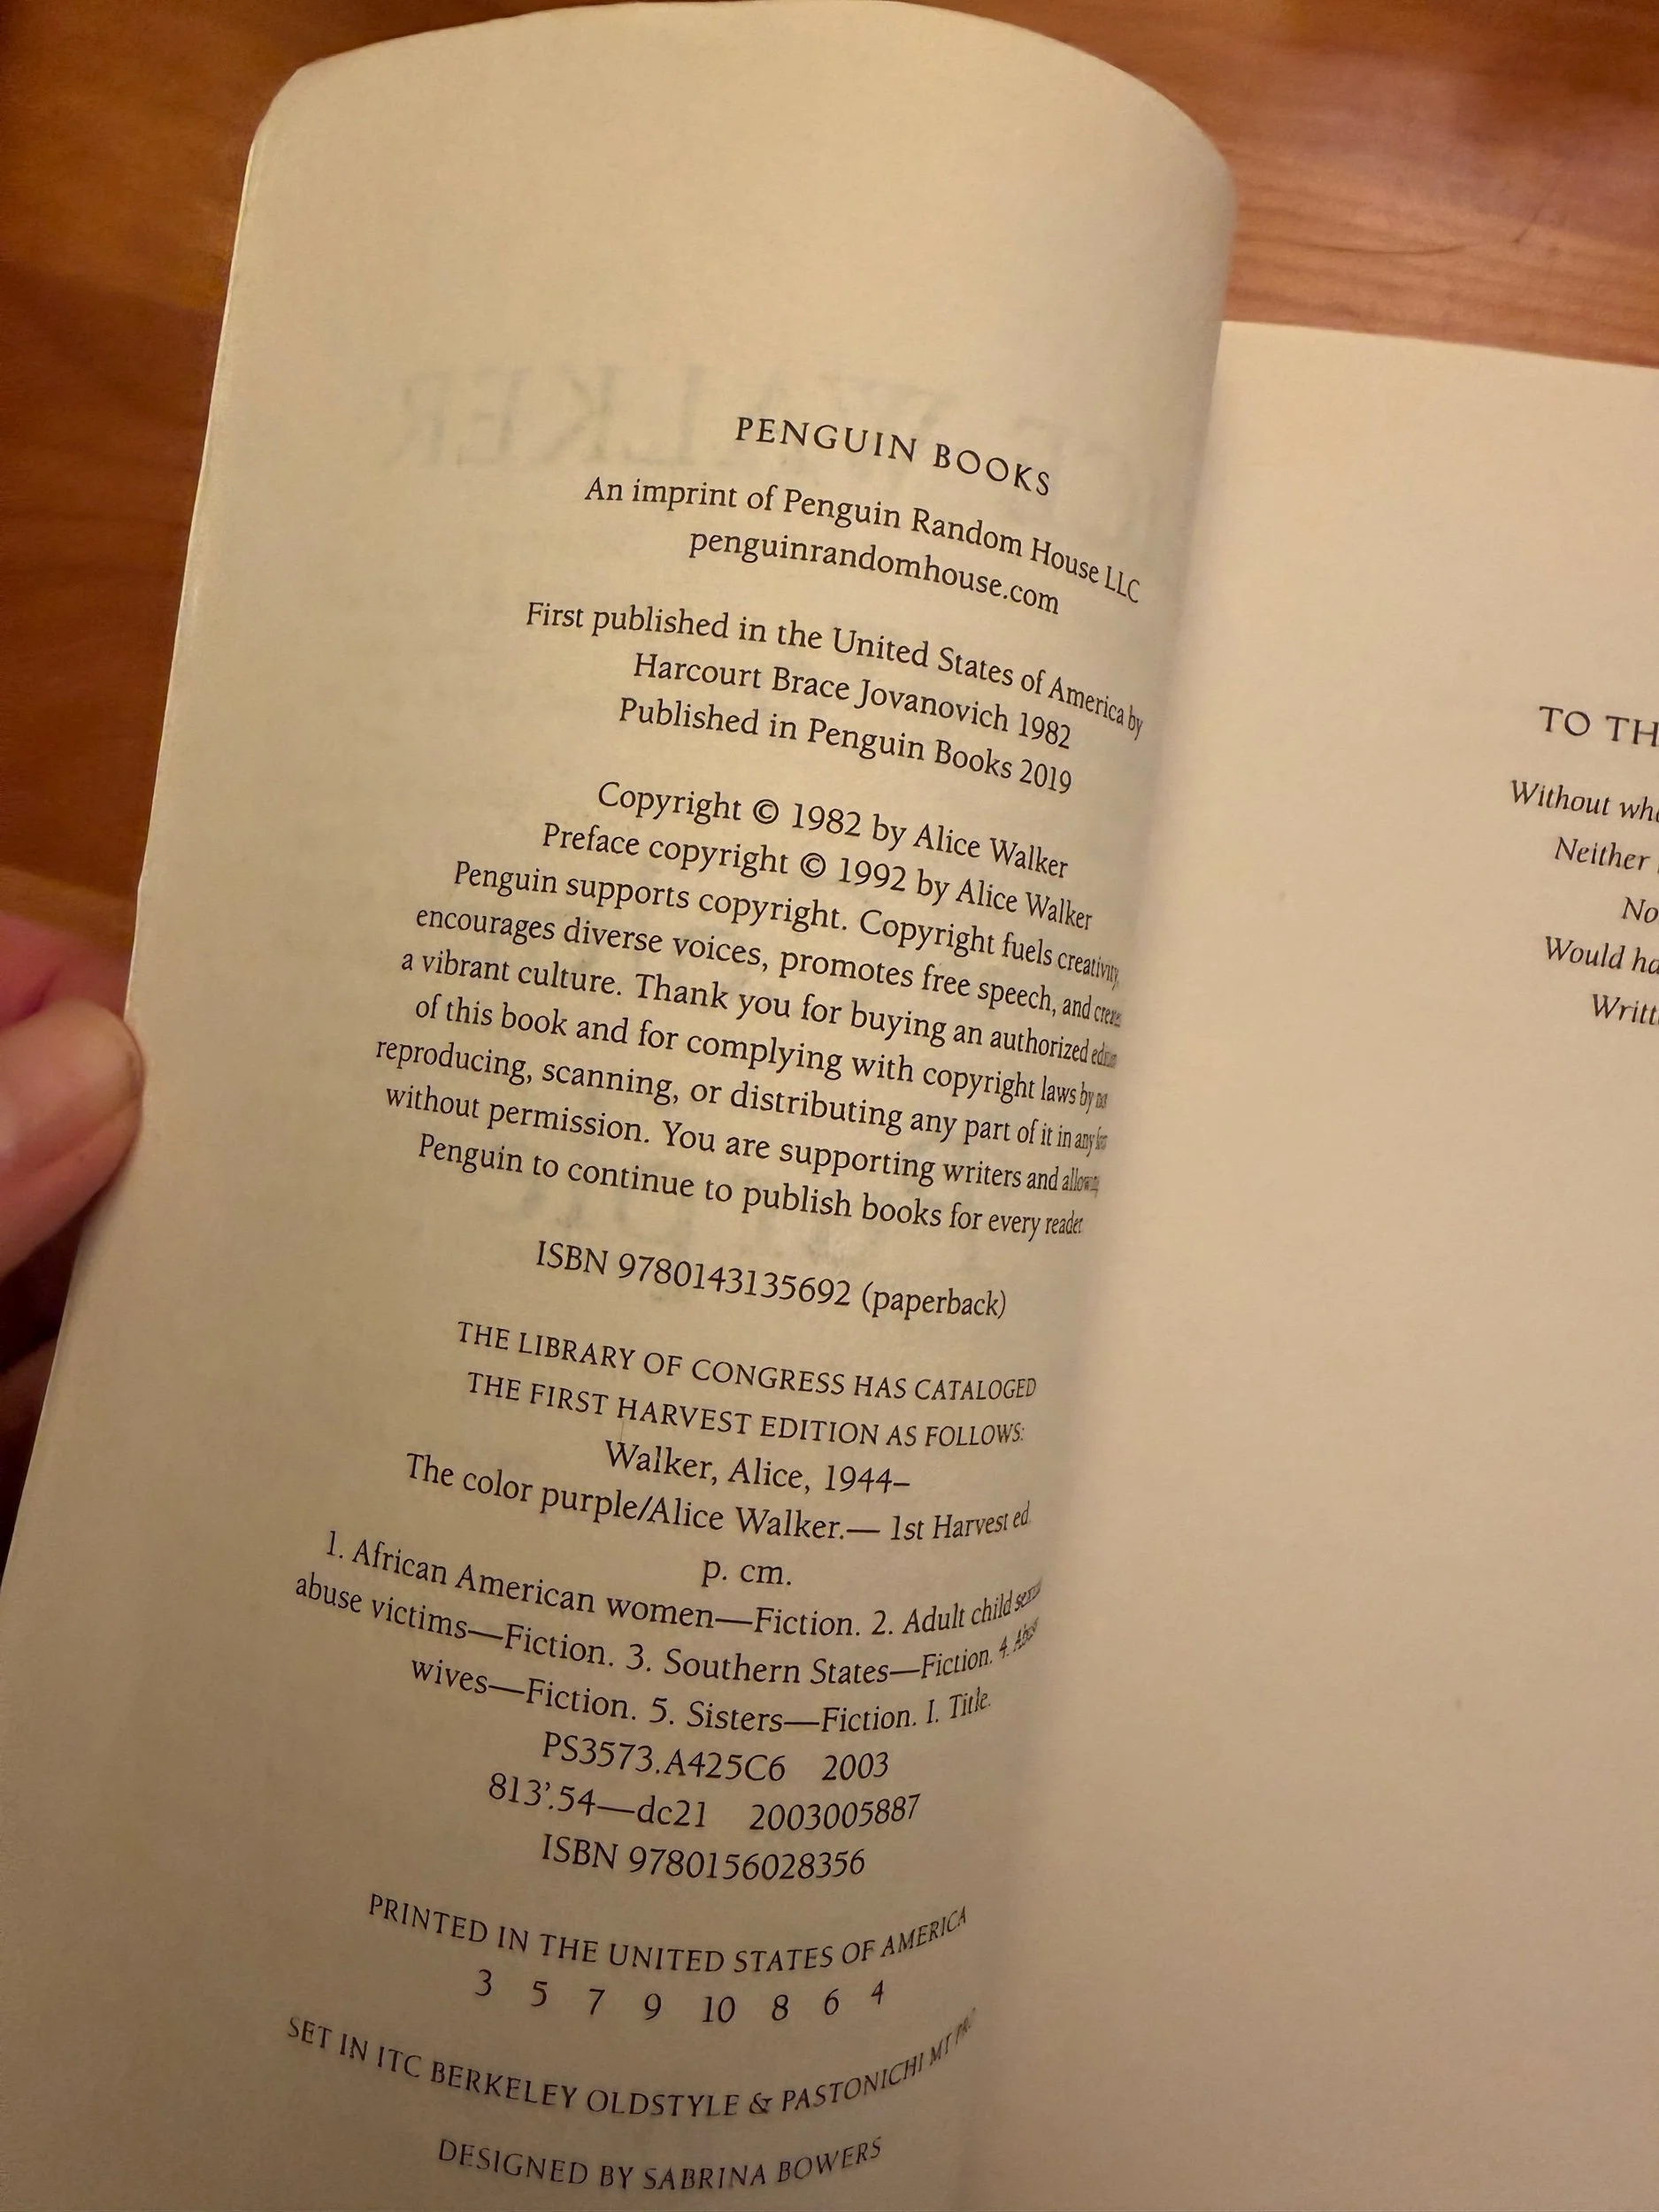 PENGUIN BOOKS
An imprint of Penguin Random House LLC
penguinrandomhouse.com
First published in the United States of America by
Harcourt Brace Jovanovich 1982
Published in Penguin Books 2019
Copyright © 1982 by Alice Walker
Preface copyright © 1992 by Alice Walker
Penguin supports copyright. Copyright fuels creativity,
encourages diverse voices, promotes free speech, and
a vibrant culture. Thank you for buying an authorized
of this book and for complying with copyright laws by not
reproducing, scanning, or distributing any part of it in any
without permission. You are supporting writers and
Penguin to continue to publish books for every reader.
ISBN 9780143135692 (paperback)
THE LIBRARY OF CONGRESS HAS CATALOGED
THE FIRST HARVEST EDITION AS FOLLOWS:
Walker, Alice, 1944–
The color purple/Alice Walker.— 1st Harvest ed.
p. cm.
1. African American women—Fiction. 2. Adult child
abuse victims—Fiction. 3. Southern States—Fiction. 4.
wives—Fiction. 5. Sisters—Fiction. I. Title.
PS3573.A425C6 2003
813'.54—dc21 2003005887
ISBN 9780156028356
PRINTED IN THE UNITED STATES OF AMERICA
3 5 7 9 10 8 6 4
SET IN ITC BERKELEY OLDSTYLE & PASTONICHI MT
DESIGNED BY SABRINA BOWERS
TO TH
Without
Neither
No
Would